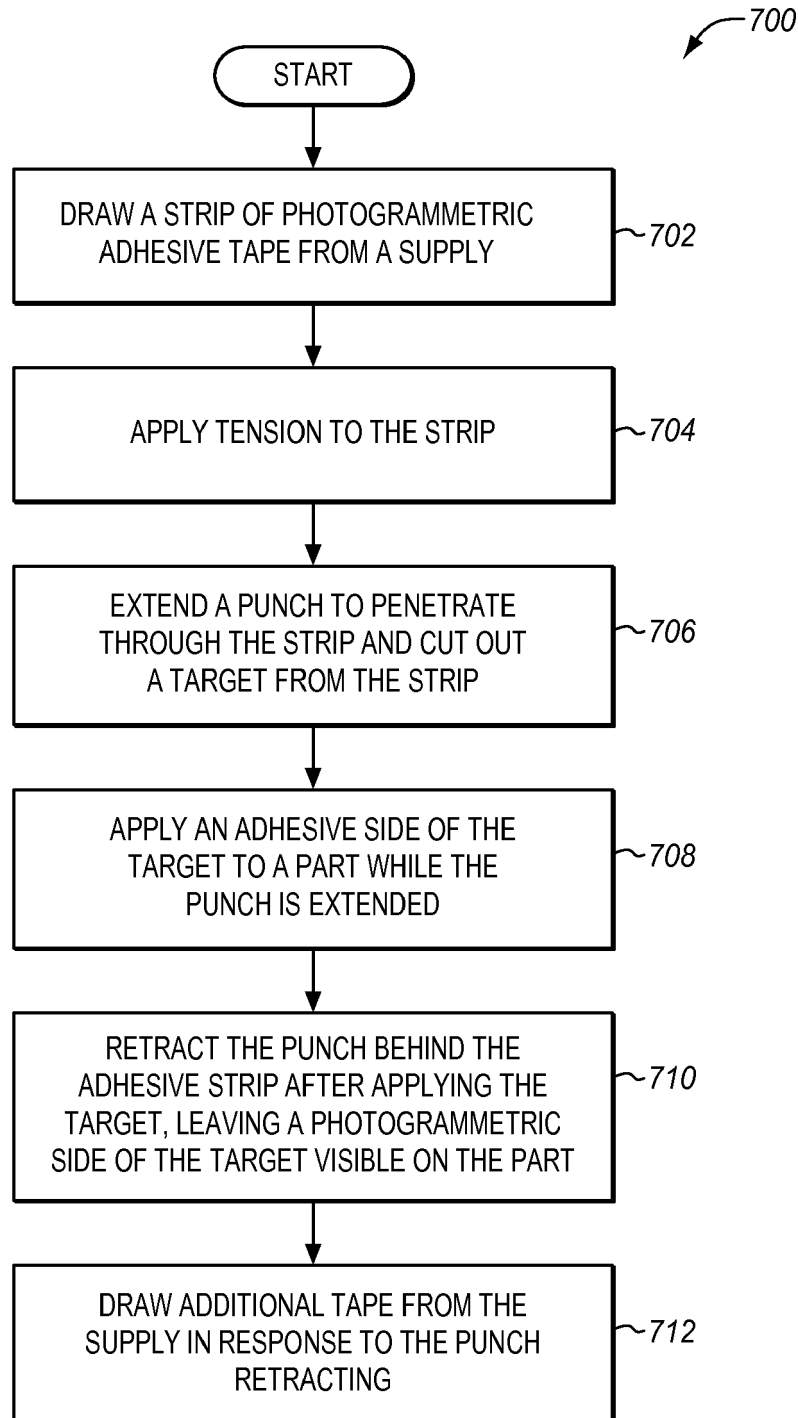 700
START
DRAW A STRIP OF PHOTOGRAMMETRIC
ADHESIVE TAPE FROM A SUPPLY
702
APPLY TENSION TO THE STRIP
704
EXTEND A PUNCH TO PENETRATE
THROUGH THE STRIP AND CUT OUT
A TARGET FROM THE STRIP
706
APPLY AN ADHESIVE SIDE OF THE
TARGET TO A PART WHILE THE
PUNCH IS EXTENDED
708
RETRACT THE PUNCH BEHIND THE
ADHESIVE STRIP AFTER APPLYING THE
TARGET, LEAVING A PHOTOGRAMMETRIC
SIDE OF THE TARGET VISIBLE ON THE PART
710
DRAW ADDITIONAL TAPE FROM THE
SUPPLY IN RESPONSE TO THE PUNCH
RETRACTING
712